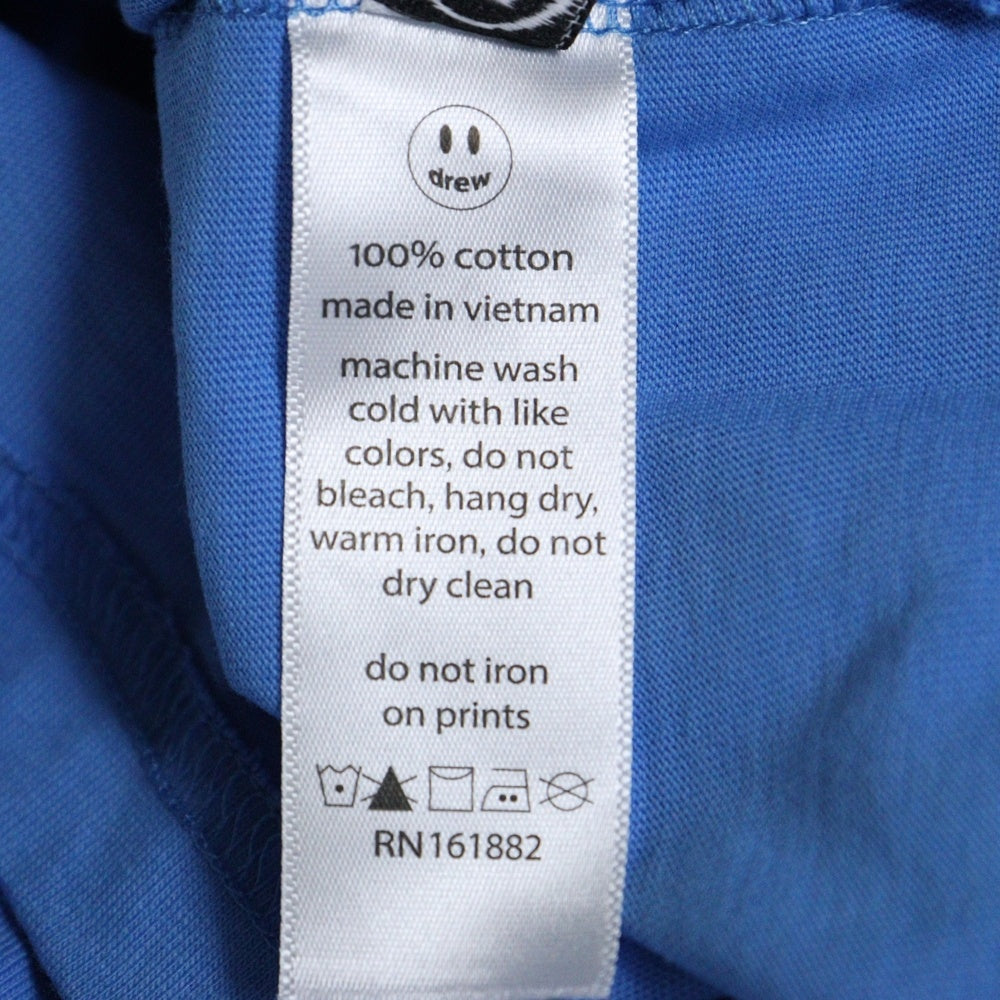 drew
100% cotton
made in vietnam
machine wash
cold with like
colors, do not
bleach, hang dry,
warm iron, do not
dry clean
do not iron
on prints
RN161882